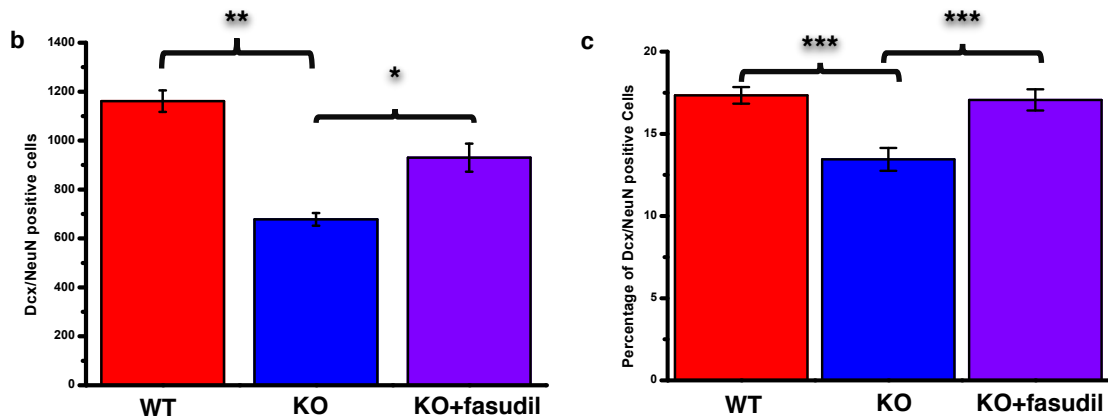 b
**
*
Dcx/NeuN positive cells
1400
1200
1000
800
600
400
200
0
WT
KO
KO+fasudil
c
***
***
Percentage of Dcx/NeuN positive Cells
20
15
10
5
0
WT
KO
KO+fasudil